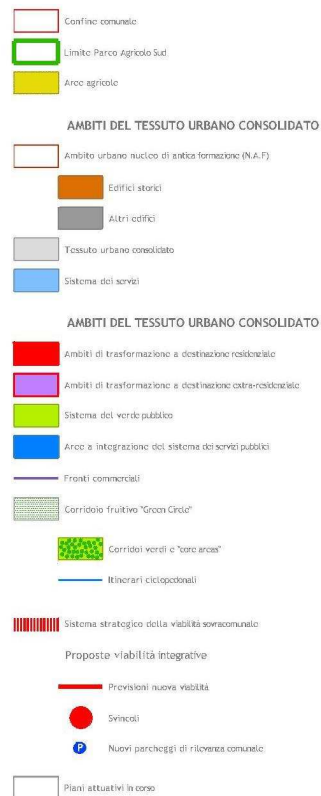 Confine comunale
Limite Parco Agricolo Sud
Aree agricole
AMBITI DEL TESSUTO URBANO CONSOLIDATO
Ambito urbano nucleo di antica formazione (N.A.F)
Edifici storici
Altri edifici
Tessuto urbano consolidato
Sistema dei servizi
AMBITI DEL TESSUTO URBANO CONSOLIDATO
Ambiti di trasformazione a destinazione residenziale
Ambiti di trasformazione a destinazione extra-residenziale
Sistema del verde pubblico
Aree a integrazione del sistema dei servizi pubblici
Fronti commerciali
Corridoio fruitivo "Green Circle"
Corridoi verdi e "core areas"
Itinerari ciclopedonali
Sistema strategico della viabilità sovracomunale
Proposte viabilità integrative
Previsioni nuova viabilità
Svincoli
P Nuovi parcheggi di rilevanza comunale
Piani attuativi in corso